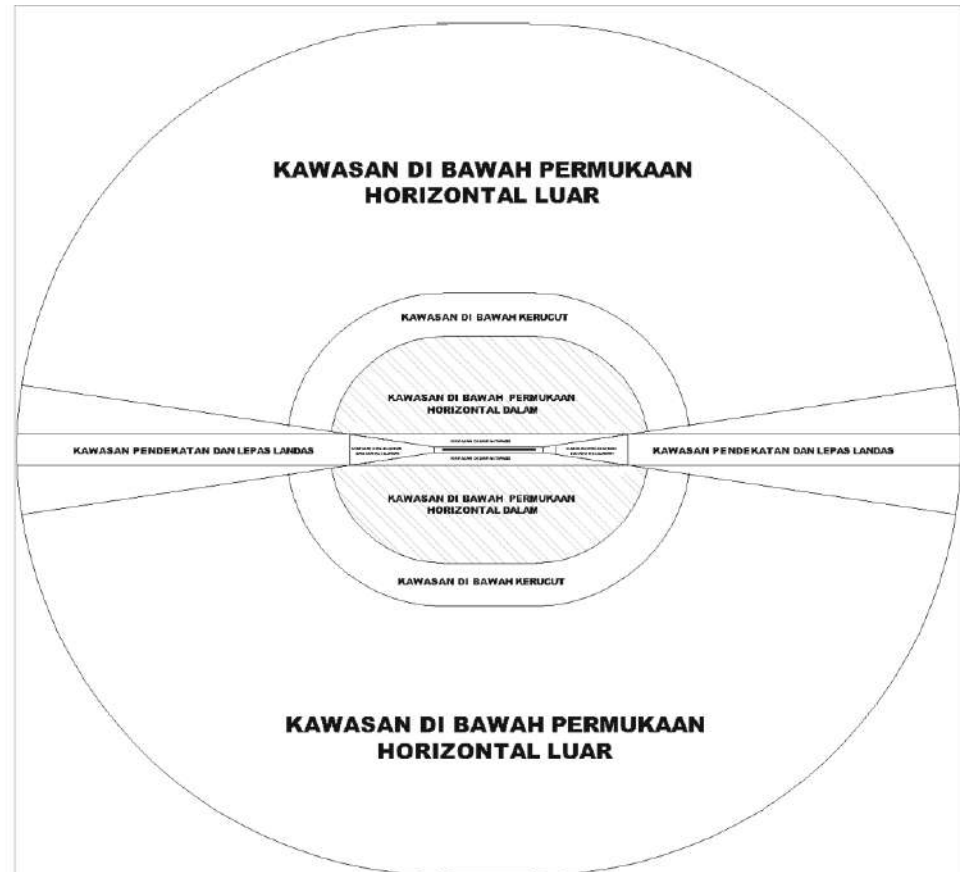 KAWASAN DI BAWAH PERMUKAAN
HORIZONTAL LUAR
KAWASAN DI BAWAH KERUCUT
KAWASAN DI BAWAH PERMUKAAN
HORIZONTAL DALAM
KAWASAN PENDEKATAN DAN LEPAS LANDAS
KAWASAN PENDEKATAN DAN LEPAS LANDAS
KAWASAN DI BAWAH PERMUKAAN
HORIZONTAL DALAM
KAWASAN DI BAWAH KERUCUT
KAWASAN DI BAWAH PERMUKAAN
HORIZONTAL LUAR